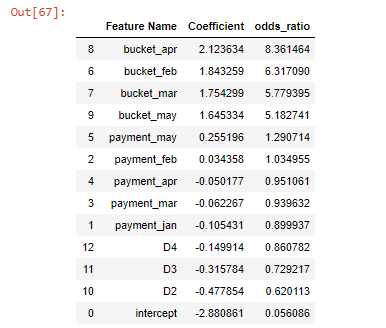 Out[67]:
Feature Name Coefficient odds_ratio
8 bucket_apr 2.123634 8.361464
6 bucket_feb 1.843259 6.317090
7 bucket_mar 1.754299 5.779395
9 bucket_may 1.645334 5.182741
5 payment_may 0.255196 1.290714
2 payment_feb 0.034358 1.034955
4 payment_apr -0.050177 0.951061
3 payment_mar -0.062267 0.939632
1 payment_jan -0.105431 0.899937
12 D4 -0.149914 0.860782
11 D3 -0.315784 0.729217
10 D2 -0.477854 0.620113
0 intercept -2.880861 0.056086